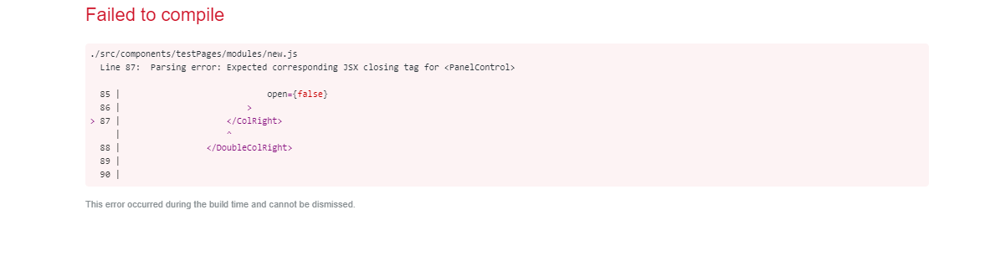 Failed to compile
./src/components/testPages/modules/new.js
Line 87:  Parsing error: Expected corresponding JSX closing tag for <PanelControl>
85 |                             open={false}
86 |                         >
> 87 |                     </ColRight>
|                     ^
88 |                 </DoubleColRight>
89 |
90 |
This error occurred during the build time and cannot be dismissed.